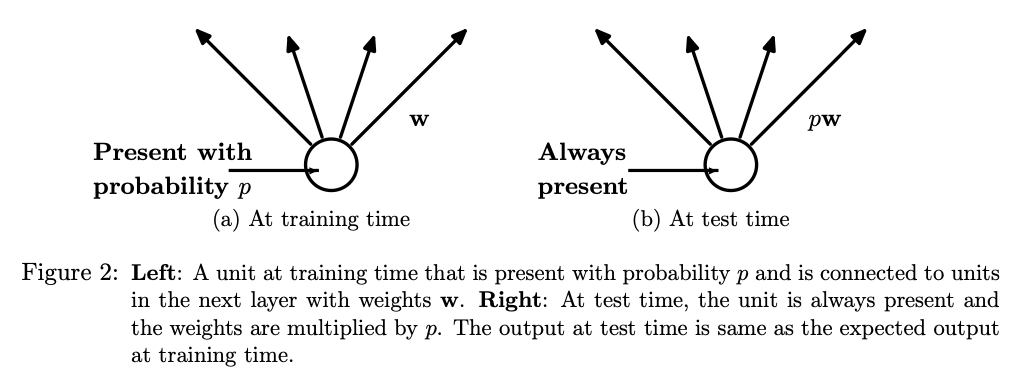 w
Present with
probability p
(a) At training time
pw
Always
present
(b) At test time
Figure 2: Left: A unit at training time that is present with probability p and is connected to units
in the next layer with weights w. Right: At test time, the unit is always present and
the weights are multiplied by p. The output at test time is same as the expected output
at training time.